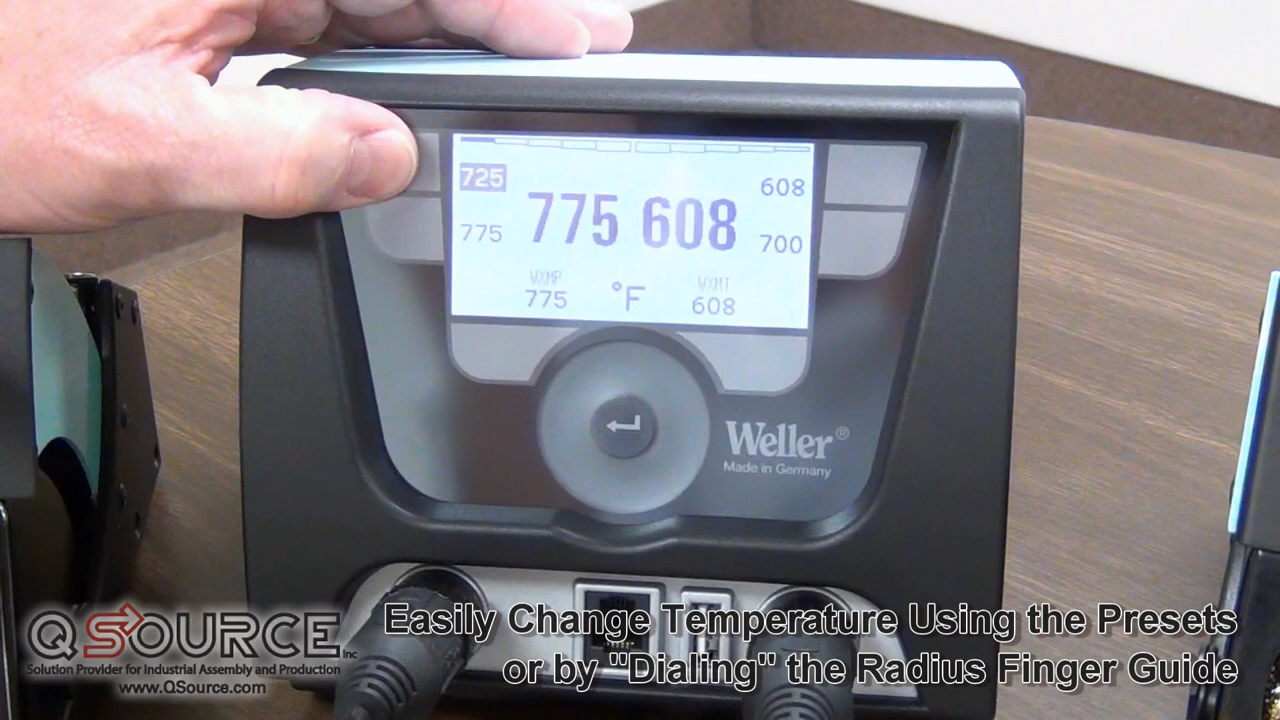 725
775
775 608
608
700
WXMP
775
°F
WXMT
608
Weller®
Made in Germany
QSOURCE Inc
Solution Provider for Industrial Assembly and Production
www.QSource.com
Easily Change Temperature Using the Presets
or by "Dialing" the Radius Finger Guide